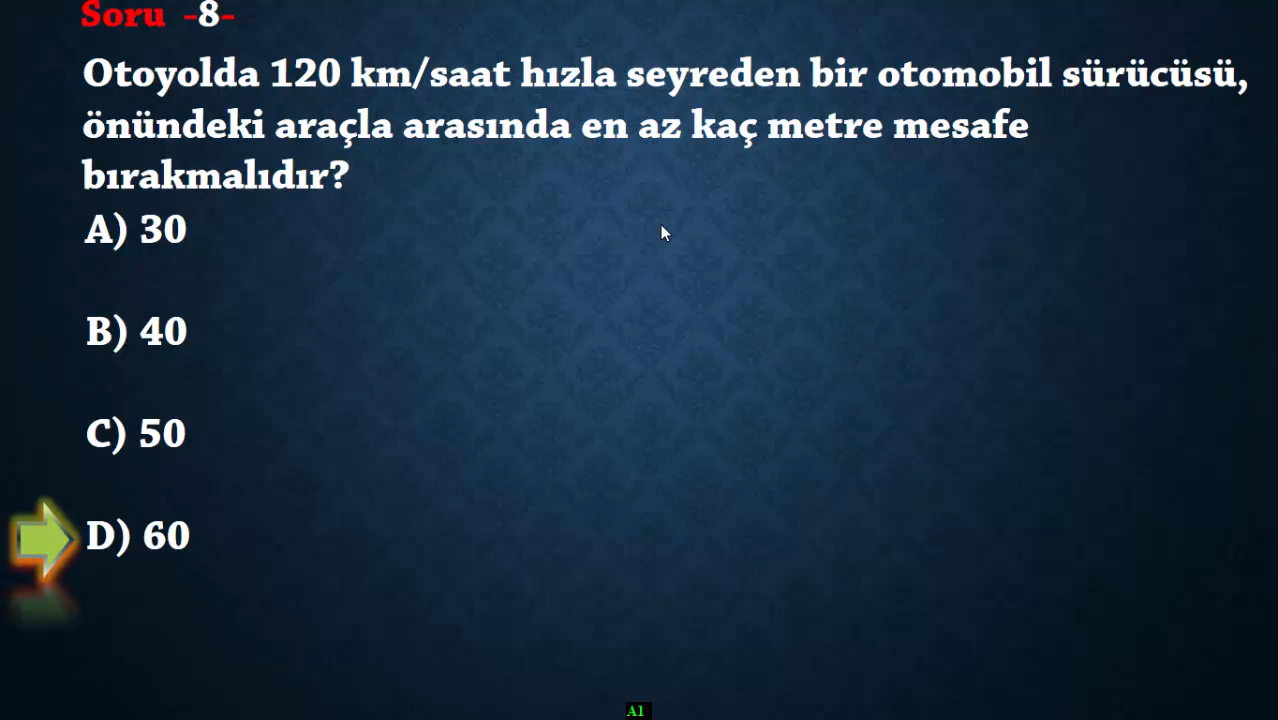 Soru -8-
Otoyolda 120 km/saat hızla seyreden bir otomobil sürücüsü,
önündeki araçla arasında en az kaç metre mesafe
bırakmalıdır?
A) 30
B) 40
C) 50
D) 60
A1